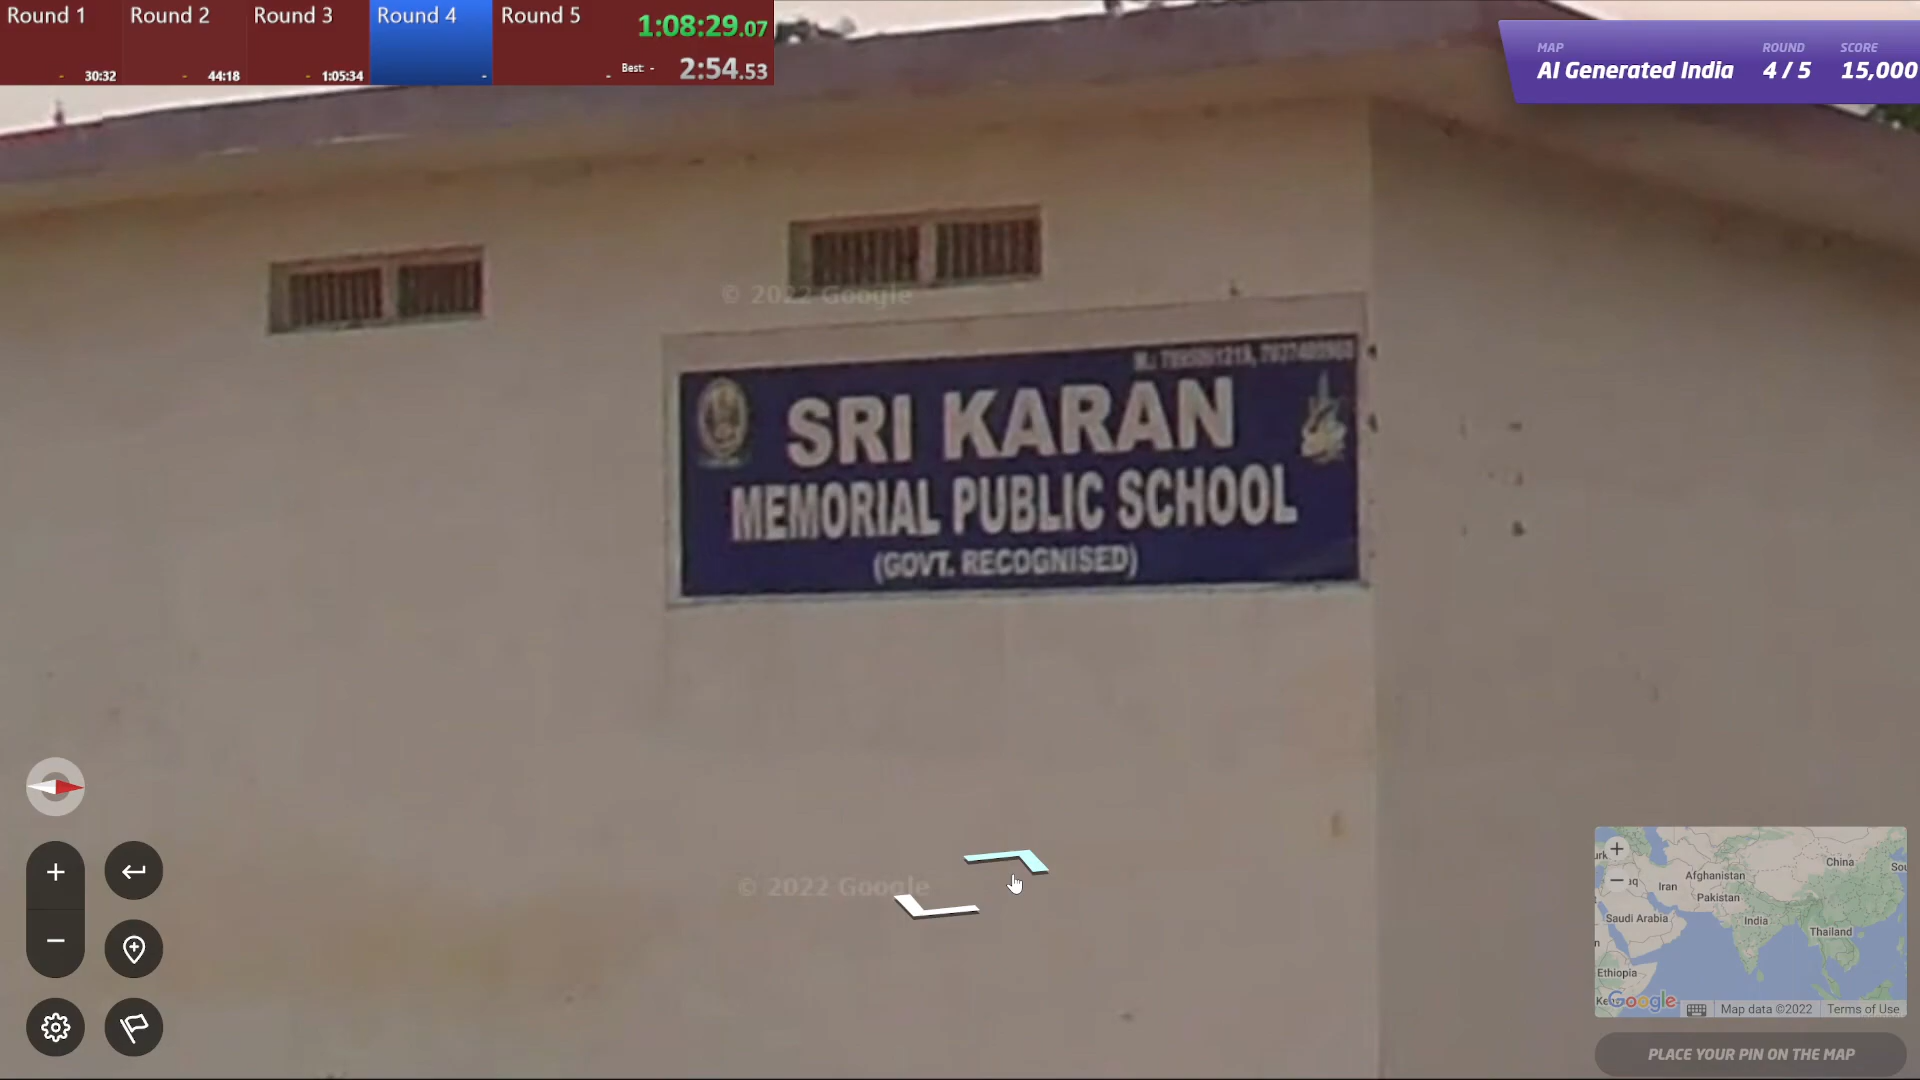 Round 1
30:32
Round 2
44:18
Round 3
1:05:34
Round 4
-
Round 5
-
1:08:29.07
Best: - 2:54.53
MAP
AI Generated India
ROUND
4 / 5
SCORE
15,000
© 2022 Google
SRI KARAN
MEMORIAL PUBLIC SCHOOL
(GOVT. RECOGNISED)
© 2022 Google
China
Afghanistan
Iran
Pakistan
Saudi Arabia
India
Thailand
Ethiopia
Google
Map data ©2022
Terms of Use
PLACE YOUR PIN ON THE MAP